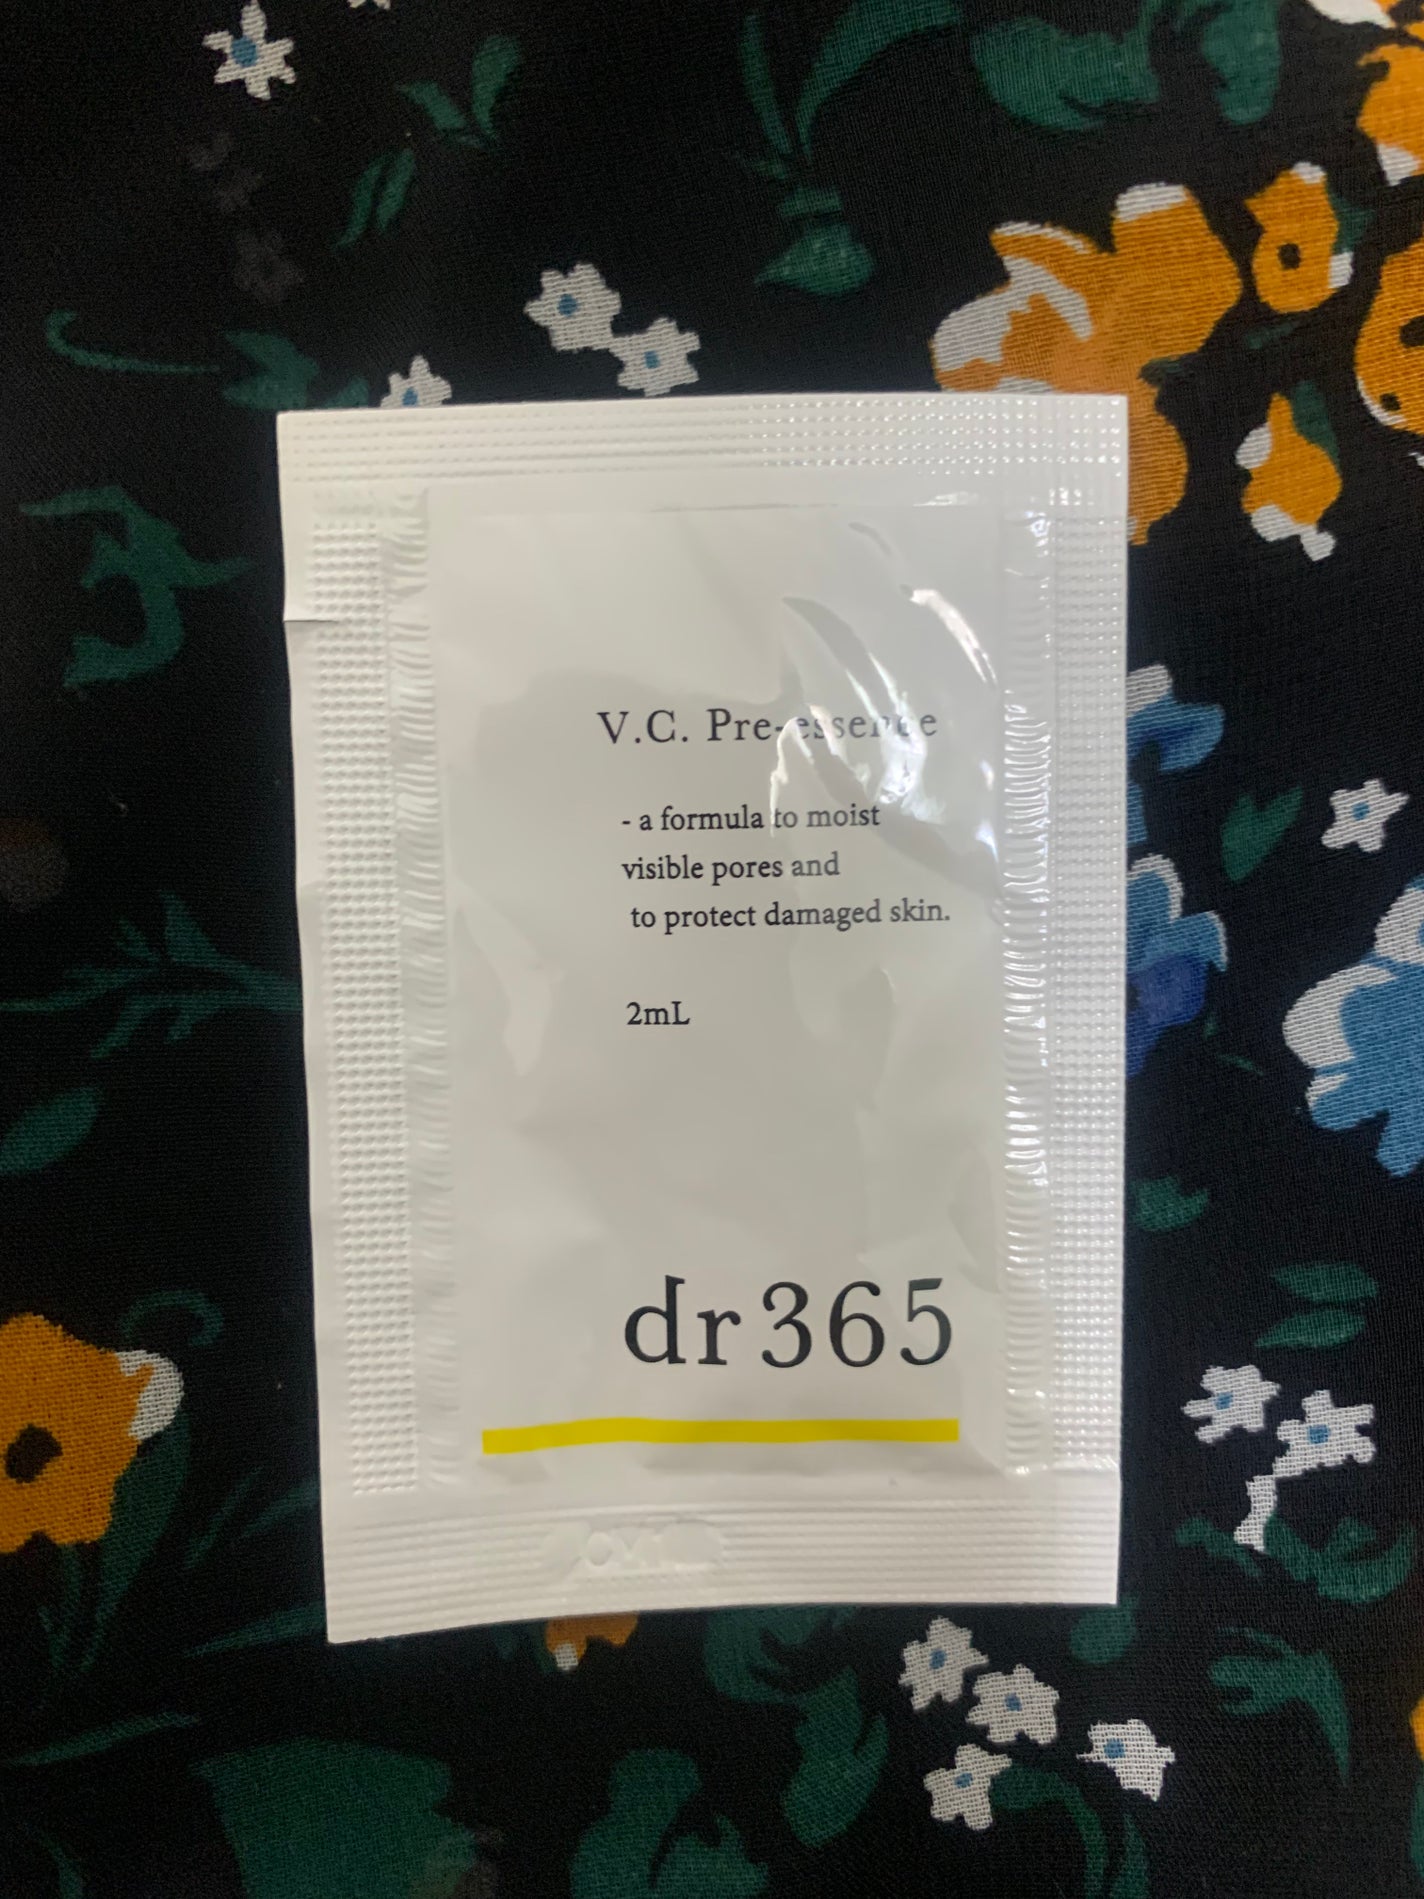 V.C. Pre-essence
- a formula to moist
visible pores and
to protect damaged skin.
2mL
dr365